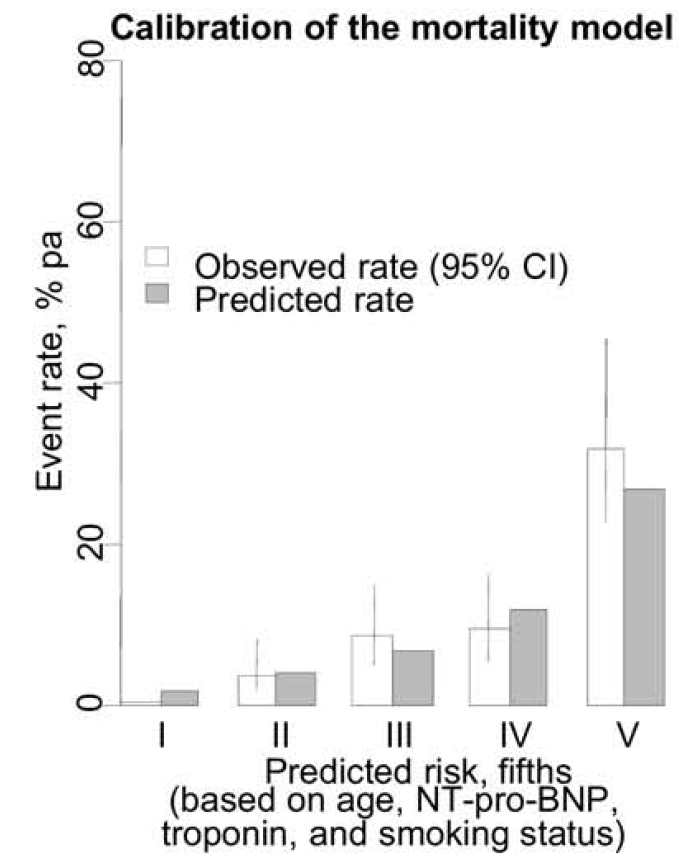 Calibration of the mortality model
80
60
40
20
0
Event rate, % pa
Observed rate (95% CI)
Predicted rate
I II III IV V
Predicted risk, fifths
(based on age, NT-pro-BNP,
troponin, and smoking status)